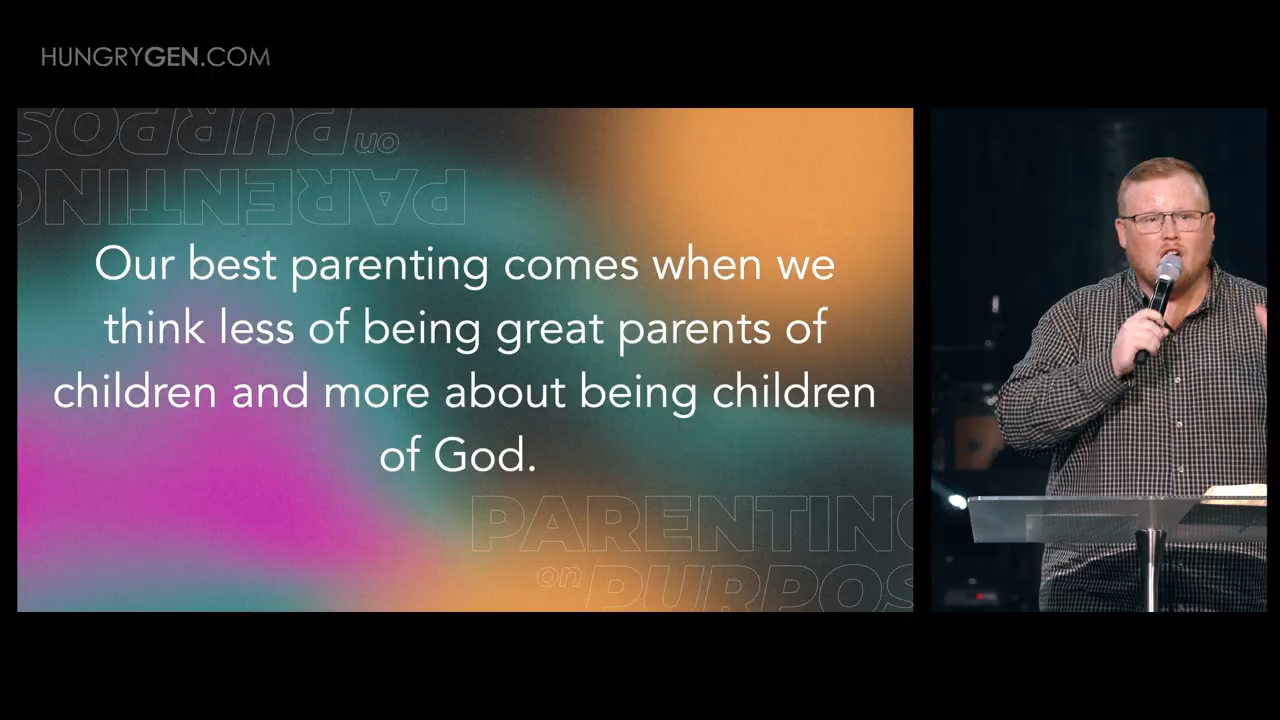 HUNGRYGEN.COM
PURPOS
on
PARENTING
Our best parenting comes when we
think less of being great parents of
children and more about being children
of God.
PARENTING
on PURPOS